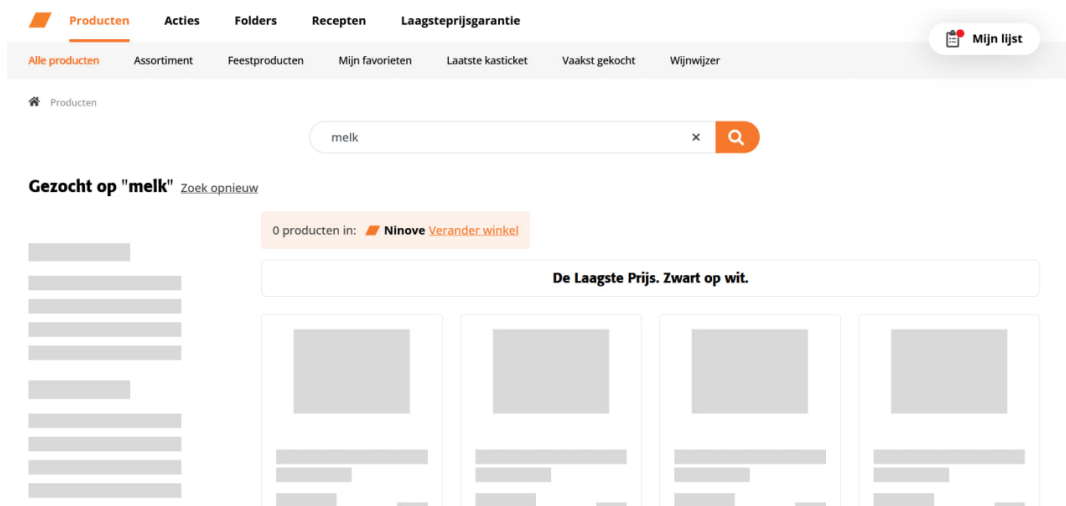 Producten Acties Folders Recepten Laagsteprijsgarantie
Mijn lijst
Alle producten Assortiment Feestproducten Mijn favorieten Laatste kasticket Vaakst gekocht Wijnwijzer
Producten
melk
Gezocht op "melk" Zoek opnieuw
0 producten in: Ninove Verander winkel
De Laagste Prijs. Zwart op wit.